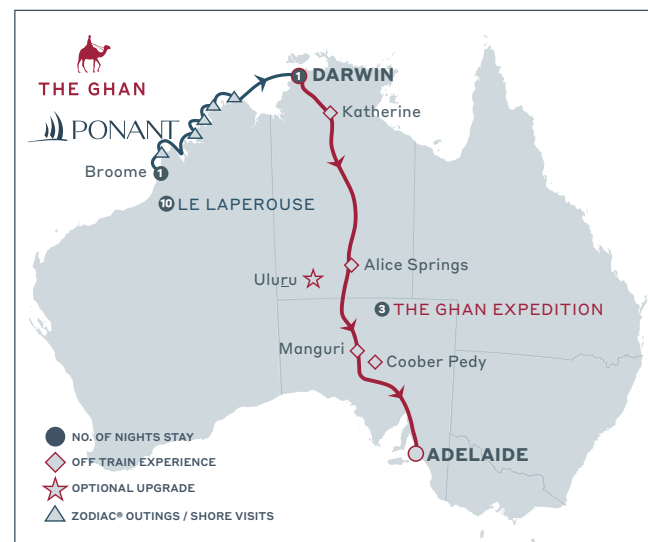 THE GHAN
PONANT
1 DARWIN
Katherine
Broome 1
10 LE LAPEROUSE
Alice Springs
Uluru
3 THE GHAN EXPEDITION
Manguri
Coober Pedy
ADELAIDE
NO. OF NIGHTS STAY
OFF TRAIN EXPERIENCE
OPTIONAL UPGRADE
ZODIAC® OUTINGS / SHORE VISITS